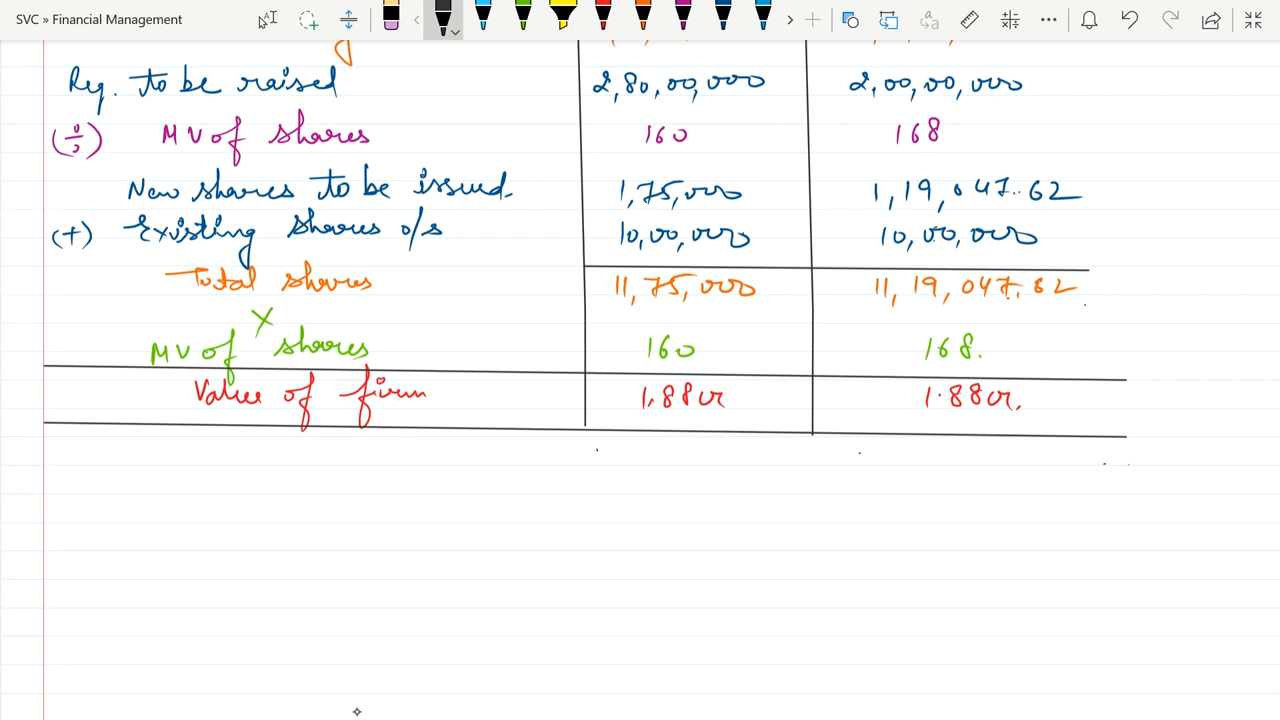 SVC » Financial Management
Req. to be raised 2,80,00,000 2,00,00,000
(÷) MV of shares 160 168
New shares to be issued. 1,75,000 1,19,047.62
(+) Existing shares o/s 10,00,000 10,00,000
Total shares 11,75,000 11,19,047.62
X
MV of shares 160 168.
Value of firm 1.88cr 1.88cr.